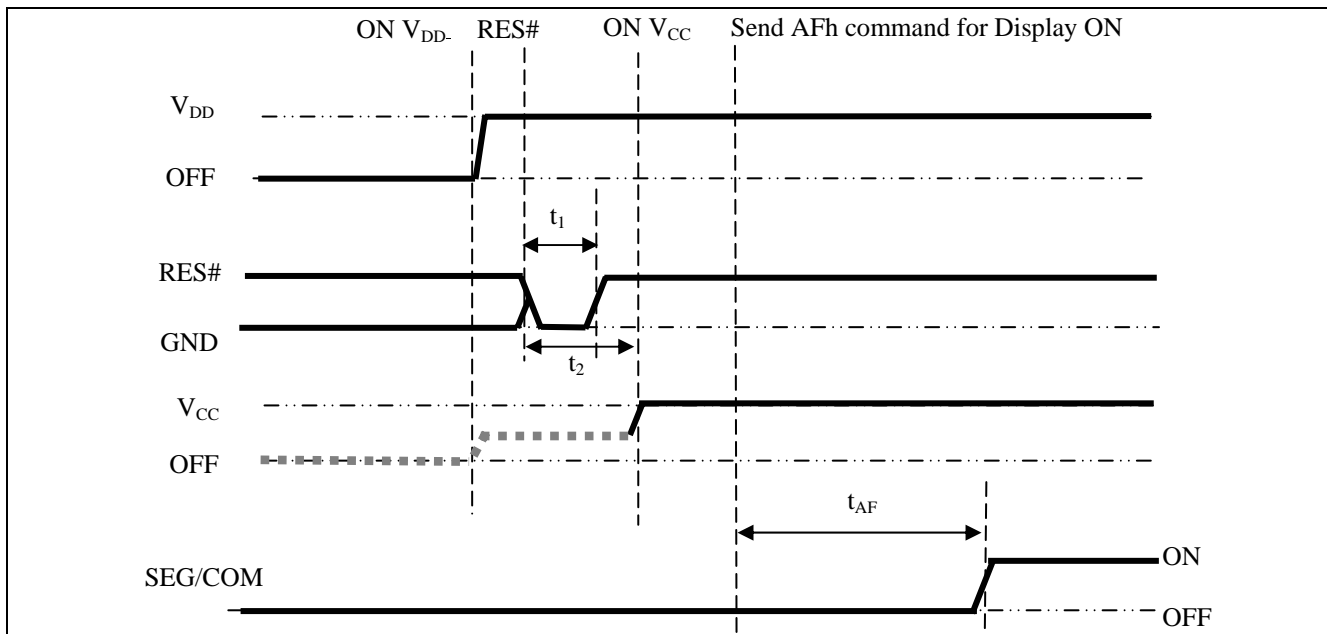 ON VDD- RES# ON VCC Send AFh command for Display ON
VDD
OFF
t1
RES#
GND
t2
VCC
OFF
tAF
ON
SEG/COM
OFF